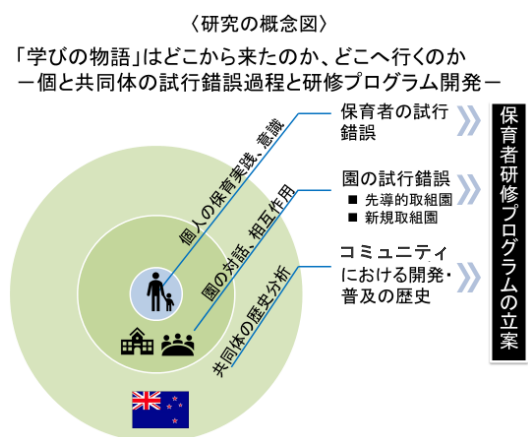 〈研究の概念図〉
「学びの物語」はどこから来たのか、どこへ行くのか
－個と共同体の試行錯誤過程と研修プログラム開発－
個人の保育実践、意識
保育者の試行
錯誤
園の対話、相互作用
園の試行錯誤
■ 先導的取組園
■ 新規取組園
共同体の歴史分析
コミュニティ
における開発・
普及の歴史
保育者研修プログラムの立案